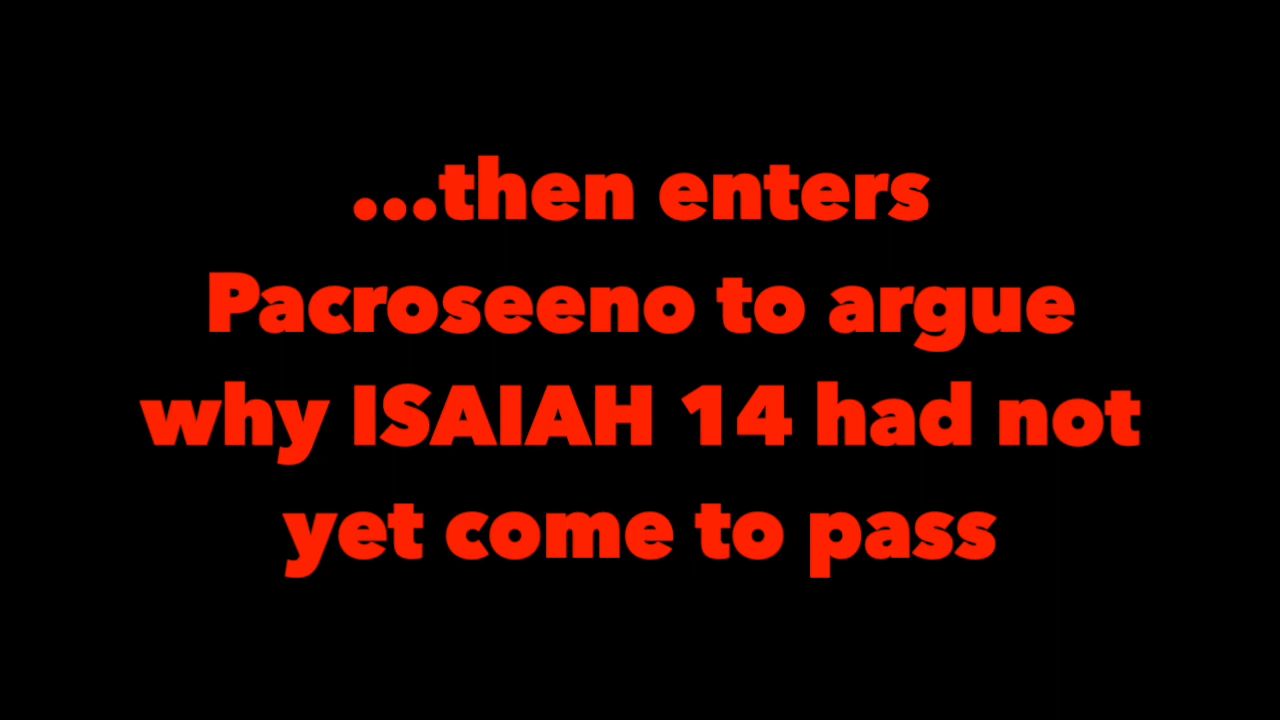 ...then enters
Pacroseeno to argue
why ISAIAH 14 had not
yet come to pass